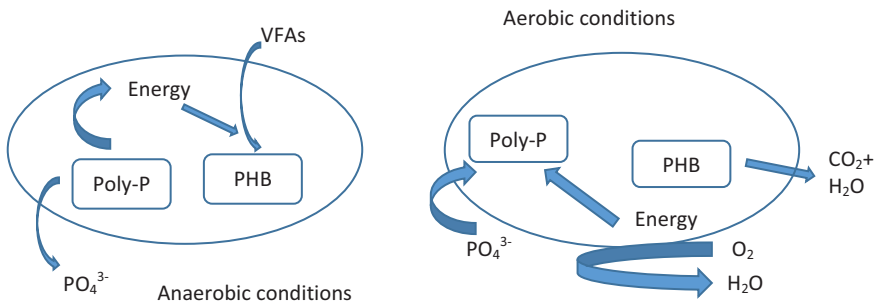 VFAs
Energy
Poly-P
PHB
PO₄³⁻
Anaerobic conditions
Aerobic conditions
Poly-P
PHB
CO₂+
H₂O
Energy
PO₄³⁻
O₂
H₂O